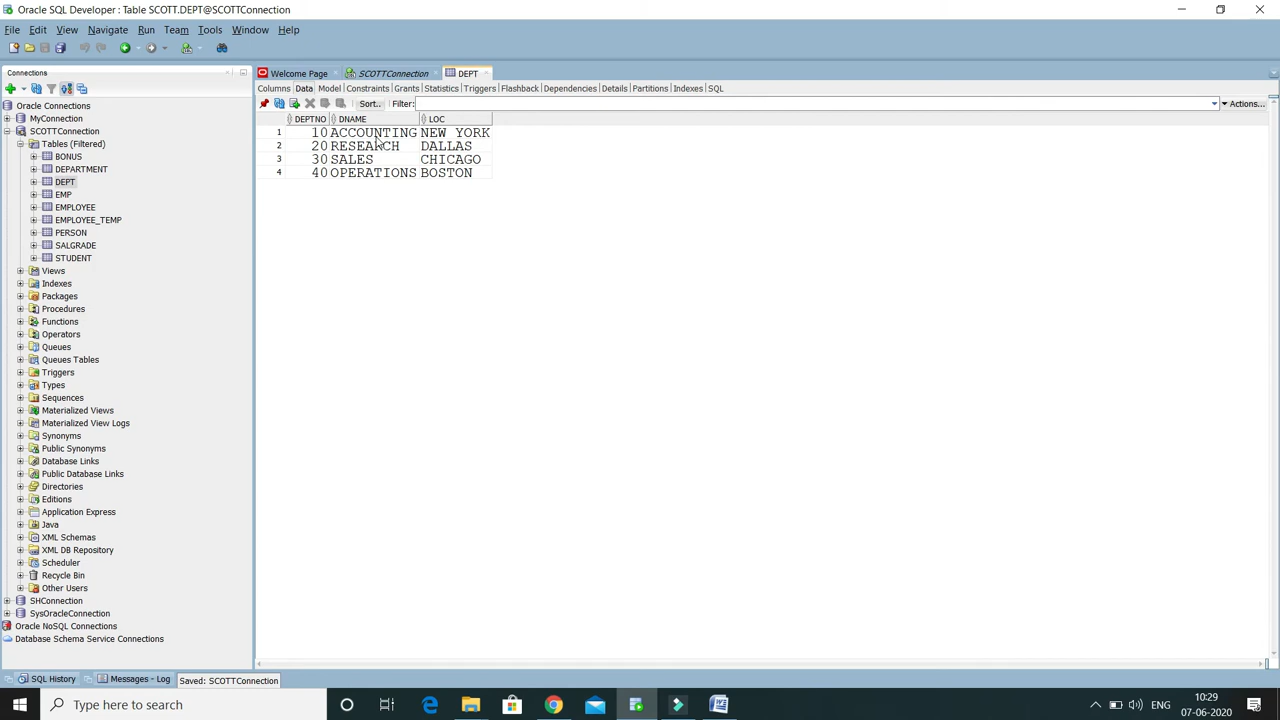 Oracle SQL Developer : Table SCOTT.DEPT@SCOTTConnection
File Edit View Navigate Run Team Tools Window Help
Connections
Welcome Page SCOTTConnection DEPT
Columns Data Model Constraints Grants Statistics Triggers Flashback Dependencies Details Partitions Indexes SQL
Sort.. Filter: Actions...
DEPTNO DNAME LOC
1 10 ACCOUNTING NEW YORK
2 20 RESEARCH DALLAS
3 30 SALES CHICAGO
4 40 OPERATIONS BOSTON
Oracle Connections
MyConnection
SCOTTConnection
Tables (Filtered)
BONUS
DEPARTMENT
DEPT
EMP
EMPLOYEE
EMPLOYEE_TEMP
PERSON
SALGRADE
STUDENT
Views
Indexes
Packages
Procedures
Functions
Operators
Queues
Queues Tables
Triggers
Types
Sequences
Materialized Views
Materialized View Logs
Synonyms
Public Synonyms
Database Links
Public Database Links
Directories
Editions
Application Express
Java
XML Schemas
XML DB Repository
Scheduler
Recycle Bin
Other Users
SHConnection
SysOracleConnection
Oracle NoSQL Connections
Database Schema Service Connections
SQL History Messages - Log Saved: SCOTTConnection
Type here to search
ENG
10:29
07-06-2020